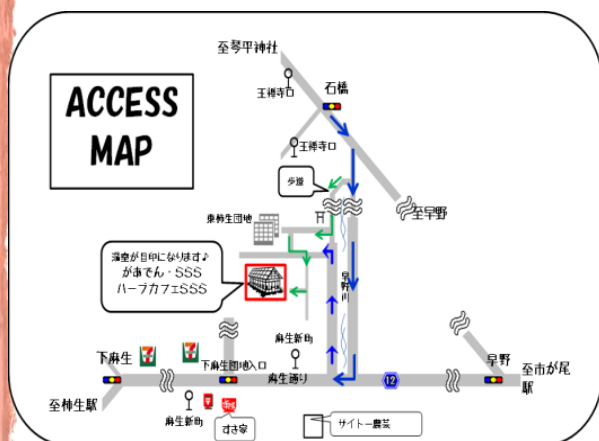 至琴平神社
ACCESS
MAP
石橋
王禅寺口
王禅寺口
歩道
至早野
東柿生団地
温室が目印になります♪
があでん・SSS
ハーブカフェSSS
早野川
下麻生
下麻生団地入口
麻生新町
麻生通り
12
早野
至市が尾
駅
至柿生駅
麻生新町
すき家
サイトー農芸